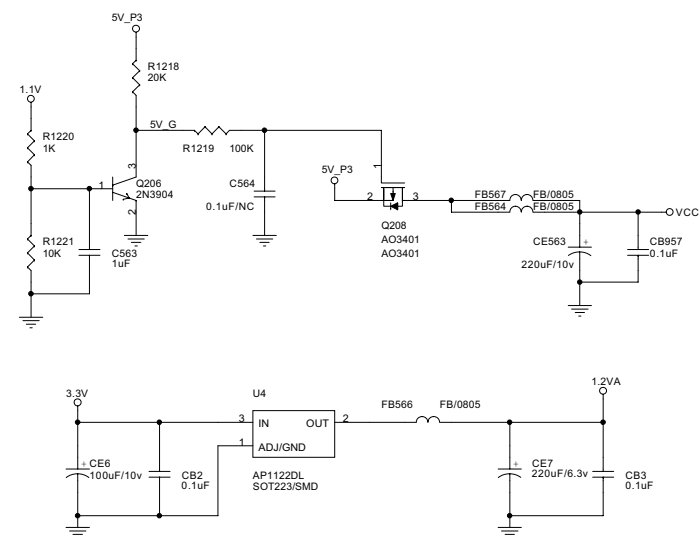 5V_P3
R1218
20K
1.1V
R1220
1K
5V_G
R1219 100K
3
1
Q206
2N3904
2
C564
0.1uF/NC
5V_P3
1
2 3
Q208
AO3401
AO3401
FB567 FB/0805
FB564 FB/0805
VCC
R1221
10K
C563
1uF
+
CE563
220uF/10v
CB957
0.1uF
3.3V
U4
FB566 FB/0805
1.2VA
3 IN OUT 2
1 ADJ/GND
AP1122DL
SOT223/SMD
+
CE6
100uF/10v
CB2
0.1uF
+
CE7
220uF/6.3v
CB3
0.1uF